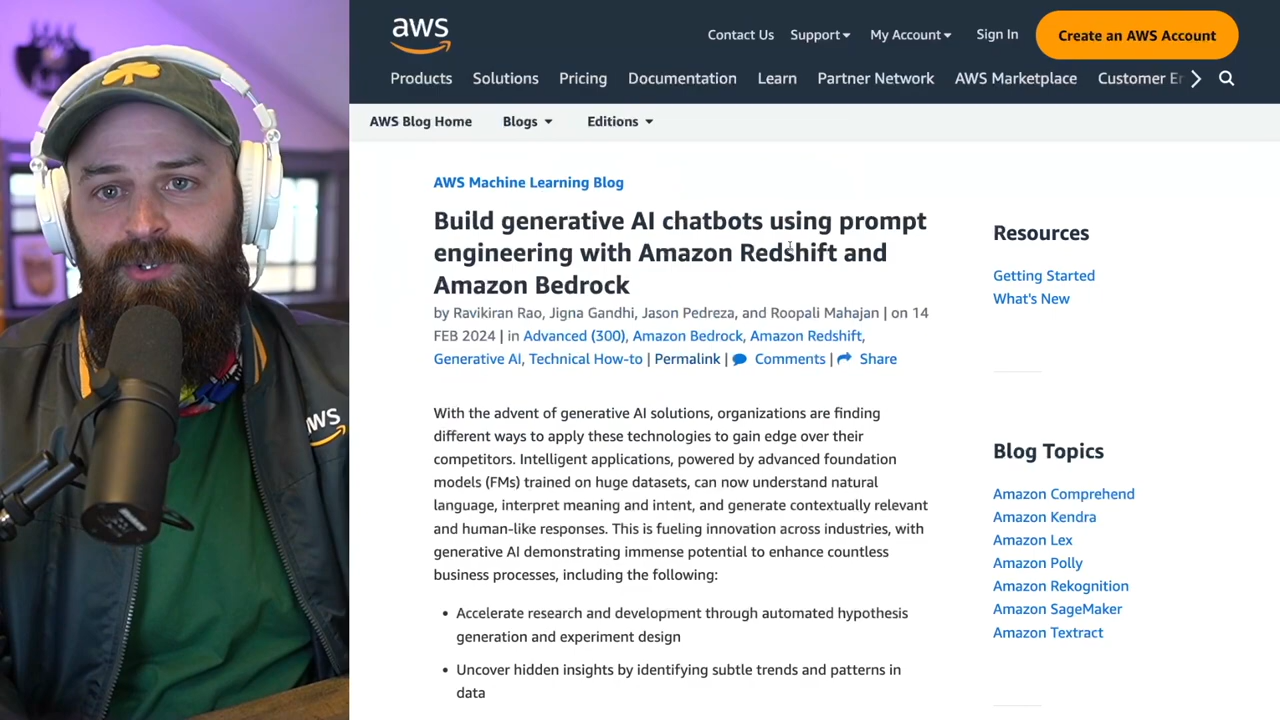 aws
Contact Us Support My Account Sign In Create an AWS Account
Products Solutions Pricing Documentation Learn Partner Network AWS Marketplace Customer Er
AWS Blog Home Blogs Editions
AWS Machine Learning Blog
Build generative AI chatbots using prompt
engineering with Amazon Redshift and
Amazon Bedrock
by Ravikiran Rao, Jigna Gandhi, Jason Pedreza, and Roopali Mahajan | on 14
FEB 2024 | in Advanced (300), Amazon Bedrock, Amazon Redshift,
Generative AI, Technical How-to | Permalink | Comments | Share
With the advent of generative AI solutions, organizations are finding
different ways to apply these technologies to gain edge over their
competitors. Intelligent applications, powered by advanced foundation
models (FMs) trained on huge datasets, can now understand natural
language, interpret meaning and intent, and generate contextually relevant
and human-like responses. This is fueling innovation across industries, with
generative AI demonstrating immense potential to enhance countless
business processes, including the following:
• Accelerate research and development through automated hypothesis
generation and experiment design
• Uncover hidden insights by identifying subtle trends and patterns in
data
Resources
Getting Started
What's New
Blog Topics
Amazon Comprehend
Amazon Kendra
Amazon Lex
Amazon Polly
Amazon Rekognition
Amazon SageMaker
Amazon Textract
aws